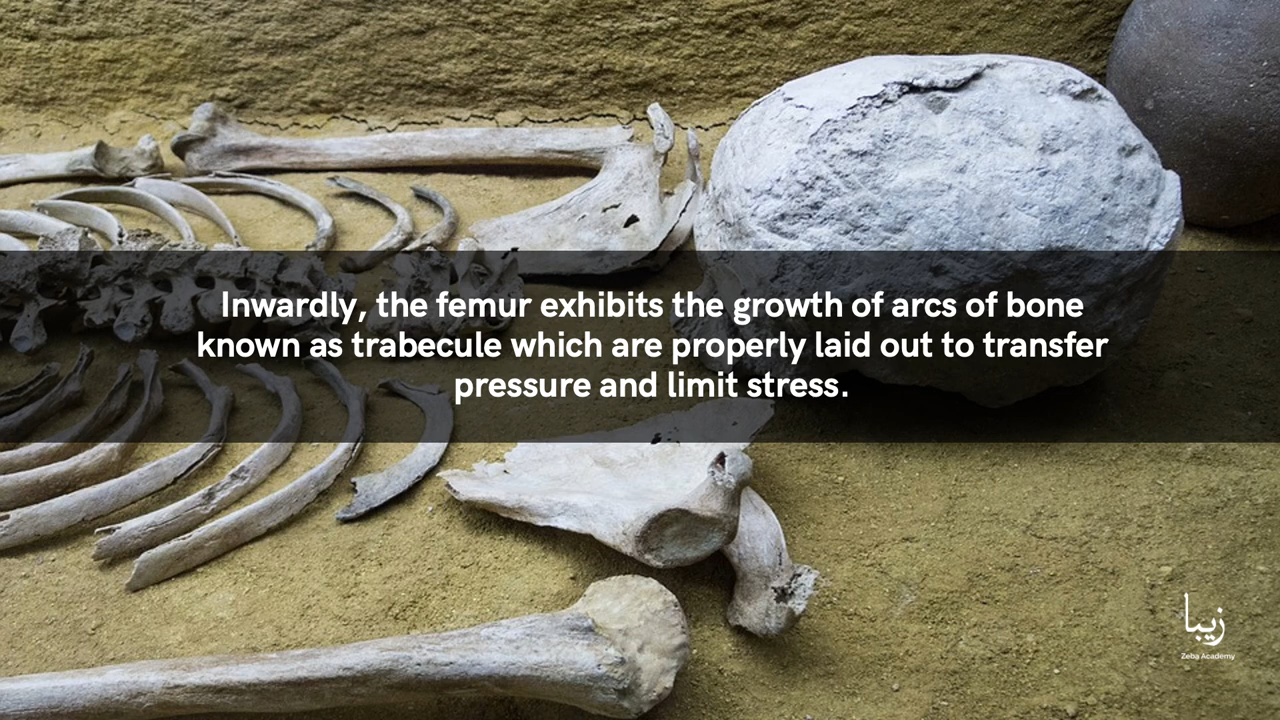 Inwardly, the femur exhibits the growth of arcs of bone
known as trabecule which are properly laid out to transfer
pressure and limit stress.
زیبا
Zeba Academy